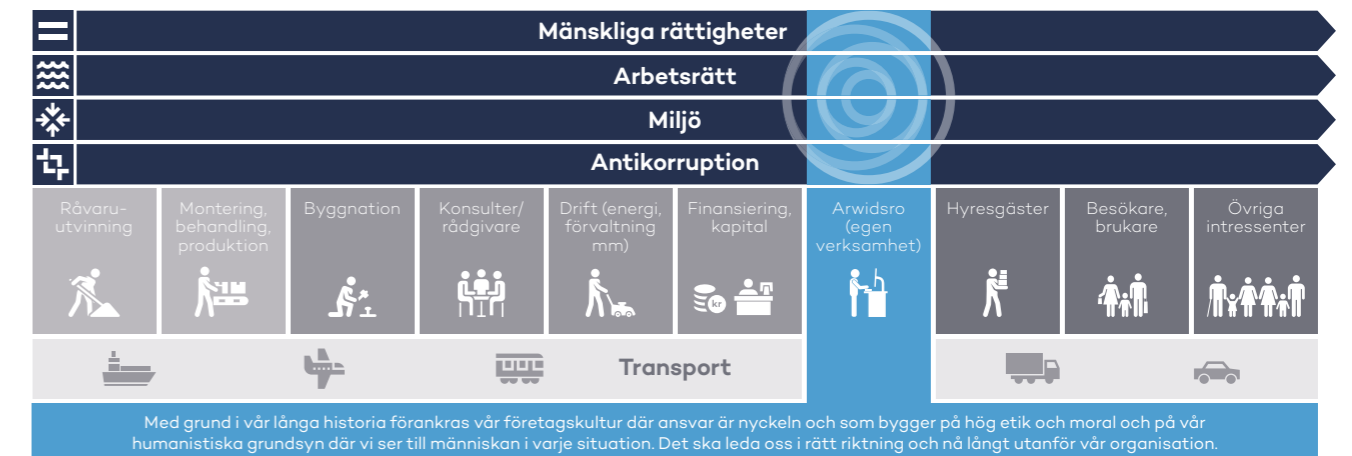 Mänskliga rättigheter
Arbetsrätt
Miljö
Antikorruption
Råvaru-
utvinning
Montering,
behandling,
produktion
Byggnation
Konsulter/
rådgivare
Drift (energi,
förvaltning
mm)
Finansiering,
kapital
Arwidsro
(egen
verksamhet)
Hyresgäster
Besökare,
brukare
Övriga
intressenter
kr
Transport
Med grund i vår långa historia förankras vår företagskultur där ansvar är nyckeln och som bygger på hög etik och moral och på vår
humanistiska grundsyn där vi ser till människan i varje situation. Det ska leda oss i rätt riktning och nå långt utanför vår organisation.